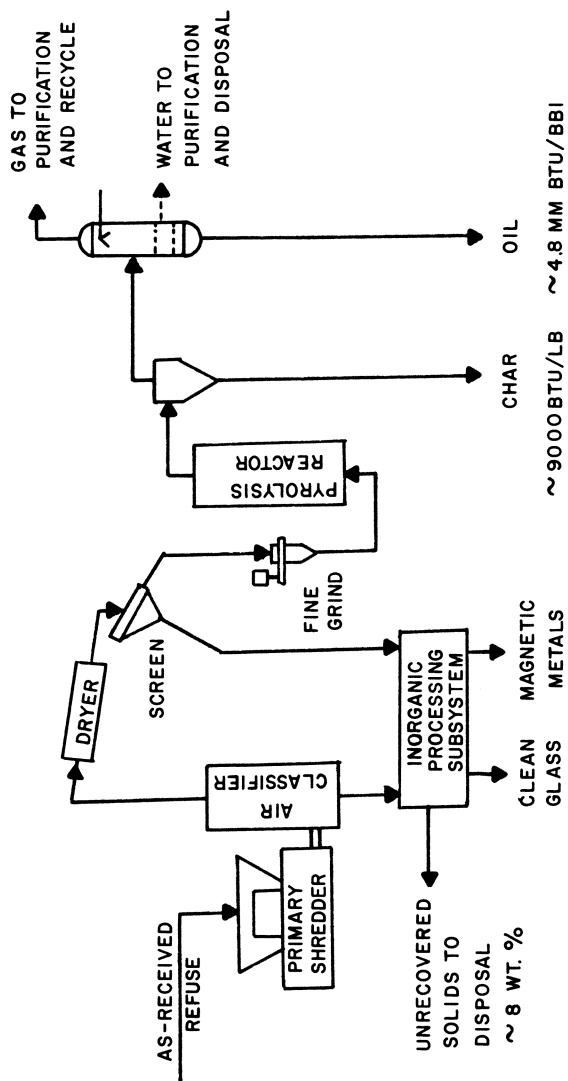 AS-RECEIVED
REFUSE
PRIMARY
SHREDDER
AIR
CLASSIFIER
DRYER
SCREEN
FINE
GRIND
PYROLYSIS
REACTOR
GAS TO
PURIFICATION
AND RECYCLE
WATER TO
PURIFICATION
AND DISPOSAL
INORGANIC
PROCESSING
SUBSYSTEM
UNRECOVERED
SOLIDS TO
DISPOSAL
~ 8 WT. %
CLEAN
GLASS
MAGNETIC
METALS
CHAR
~9000 BTU/LB
OIL
~4.8 MM BTU/BBl